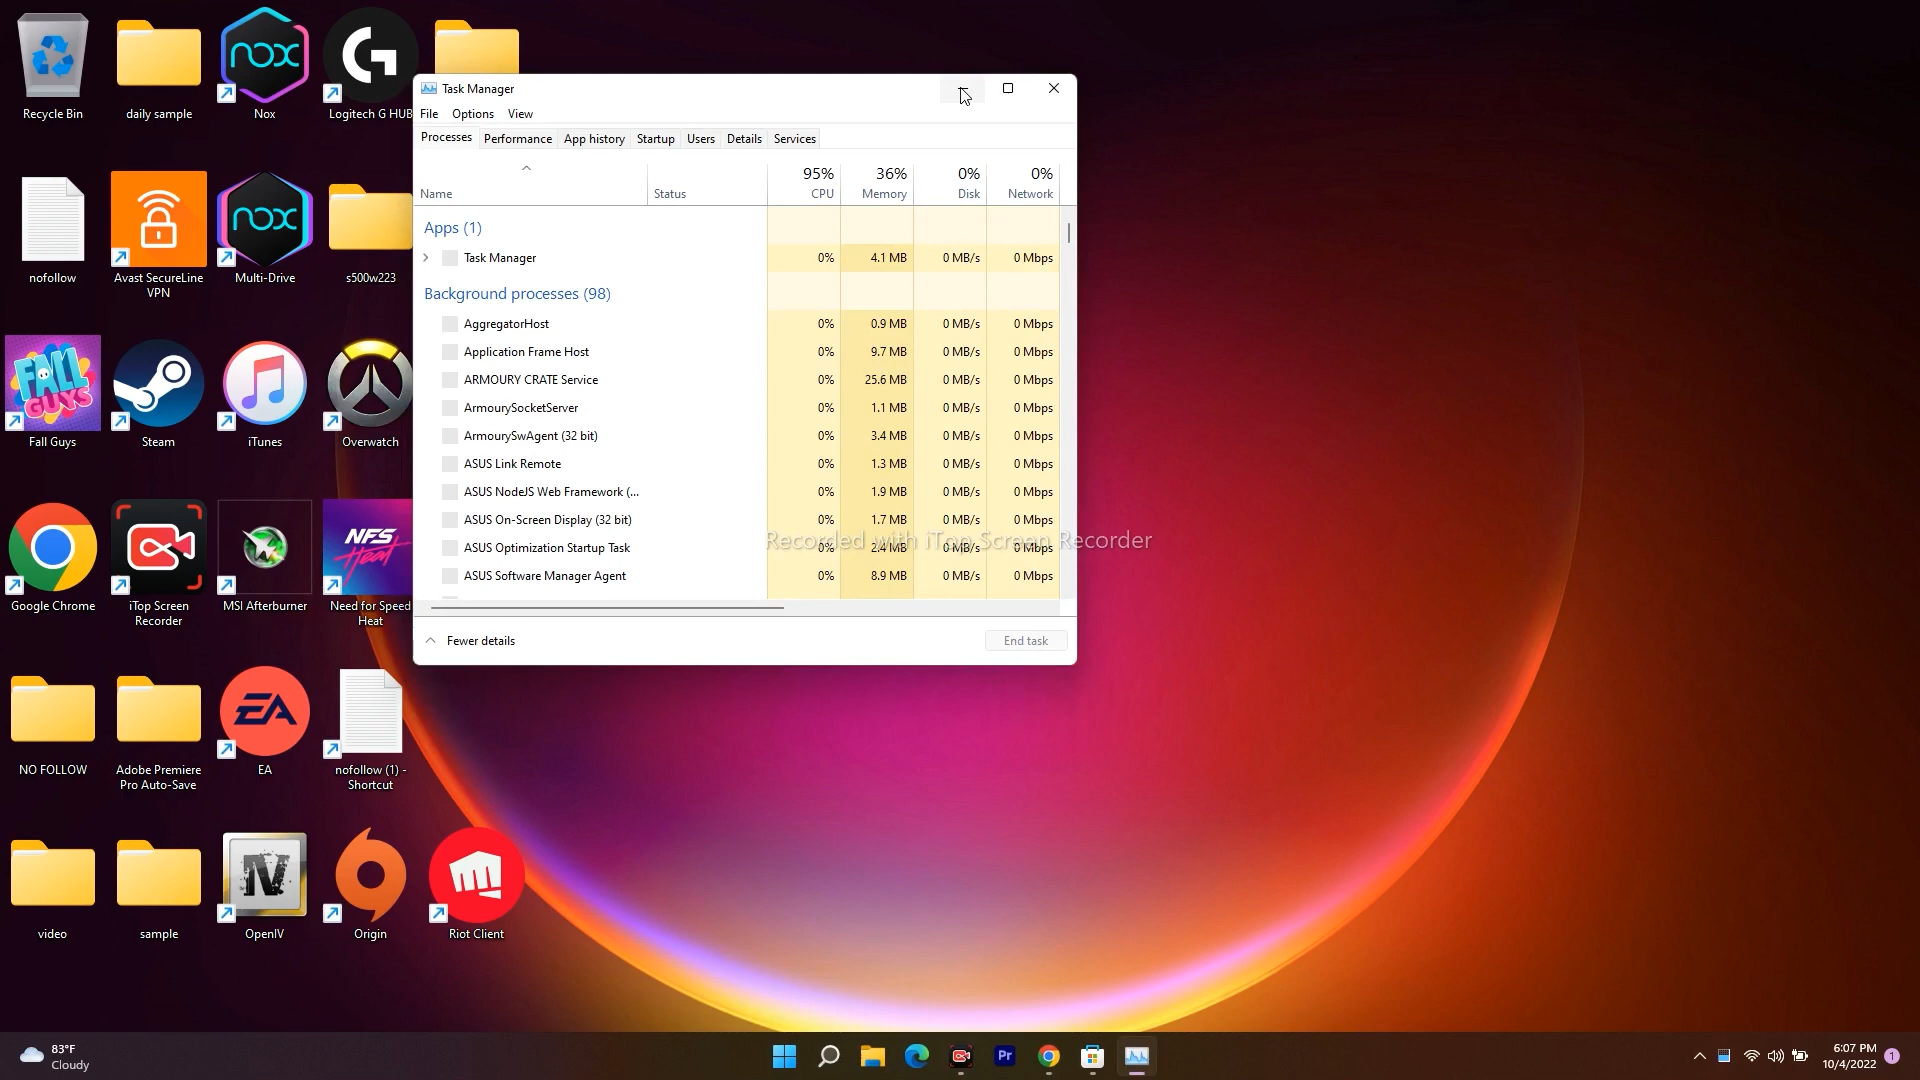 Recycle Bin
daily sample
nox
Nox
Logitech G HUB
nofollow
Avast SecureLine
VPN
nox
Multi-Drive
s500w223
FALL
GUYS
Fall Guys
Steam
iTunes
Overwatch
Google Chrome
iTop Screen
Recorder
MSI Afterburner
NFS
Heat
Need for Speed
Heat
NO FOLLOW
Adobe Premiere
Pro Auto-Save
EA
EA
nofollow (1) -
Shortcut
video
sample
IV
OpenIV
Origin
Riot Client
Task Manager
File Options View
Processes Performance App history Startup Users Details Services
95% 36% 0% 0%
Name Status CPU Memory Disk Network
Apps (1)
Task Manager 0% 4.1 MB 0 MB/s 0 Mbps
Background processes (98)
AggregatorHost 0% 0.9 MB 0 MB/s 0 Mbps
Application Frame Host 0% 9.7 MB 0 MB/s 0 Mbps
ARMOURY CRATE Service 0% 25.6 MB 0 MB/s 0 Mbps
ArmourySocketServer 0% 1.1 MB 0 MB/s 0 Mbps
ArmourySwAgent (32 bit) 0% 3.4 MB 0 MB/s 0 Mbps
ASUS Link Remote 0% 1.3 MB 0 MB/s 0 Mbps
ASUS NodeJS Web Framework (... 0% 1.9 MB 0 MB/s 0 Mbps
ASUS On-Screen Display (32 bit) 0% 1.7 MB 0 MB/s 0 Mbps
Recorded with iTop Screen Recorder
ASUS Optimization Startup Task 0% 2.4 MB 0 MB/s 0 Mbps
ASUS Software Manager Agent 0% 8.9 MB 0 MB/s 0 Mbps
Fewer details
End task
83°F
Cloudy
Pr
6:07 PM
10/4/2022
1